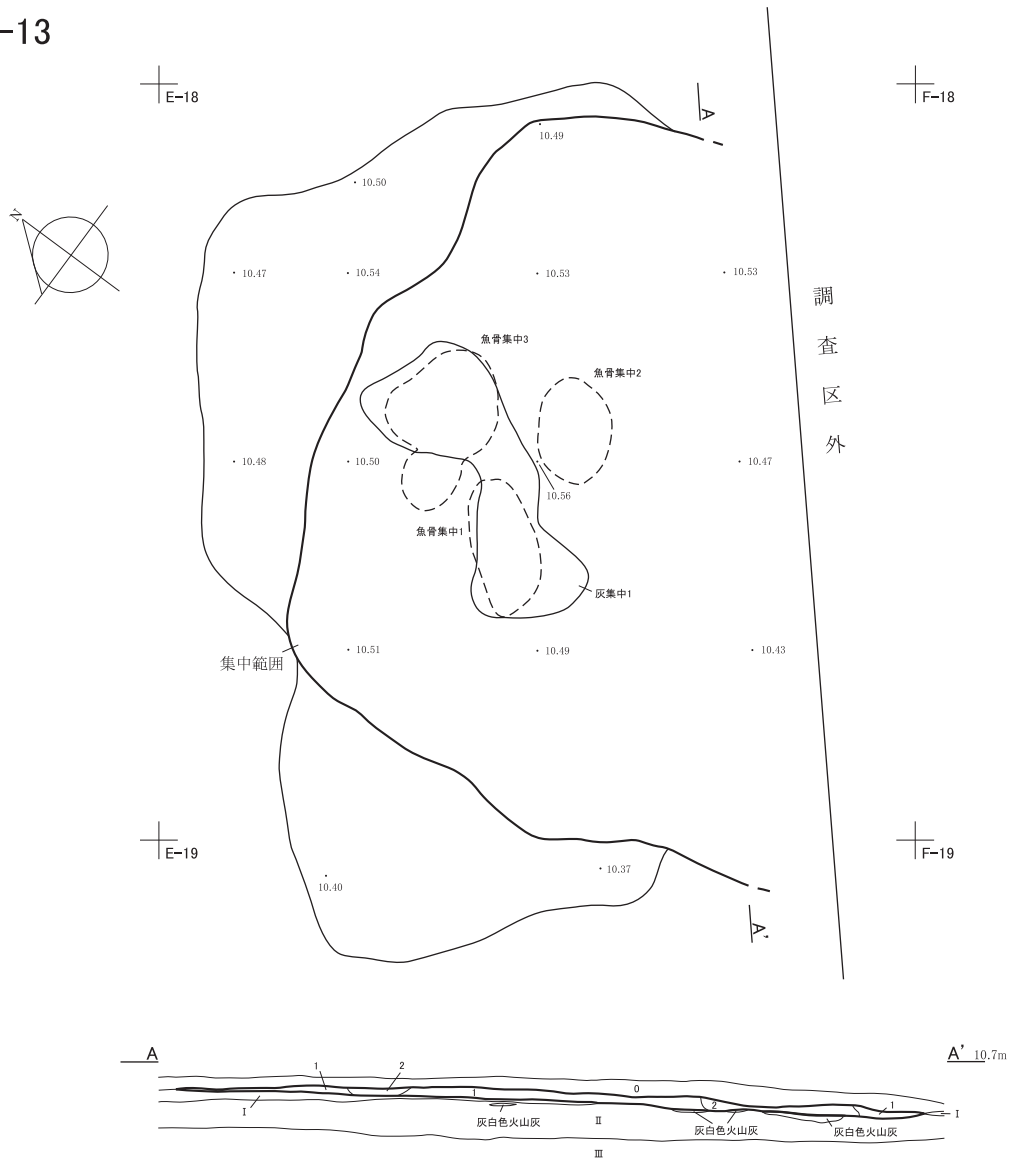 -13
E-18
F-18
A
10.49
10.50
N
10.47
10.54
10.53
10.53
調査区外
魚骨集中3
魚骨集中2
10.48
10.50
10.47
10.56
魚骨集中1
灰集中1
10.51
10.49
10.43
集中範囲
E-19
F-19
10.37
10.40
A'
A
A' 10.7m
1
2
0
1
2
1
I
I
灰白色火山灰
II
灰白色火山灰
灰白色火山灰
III